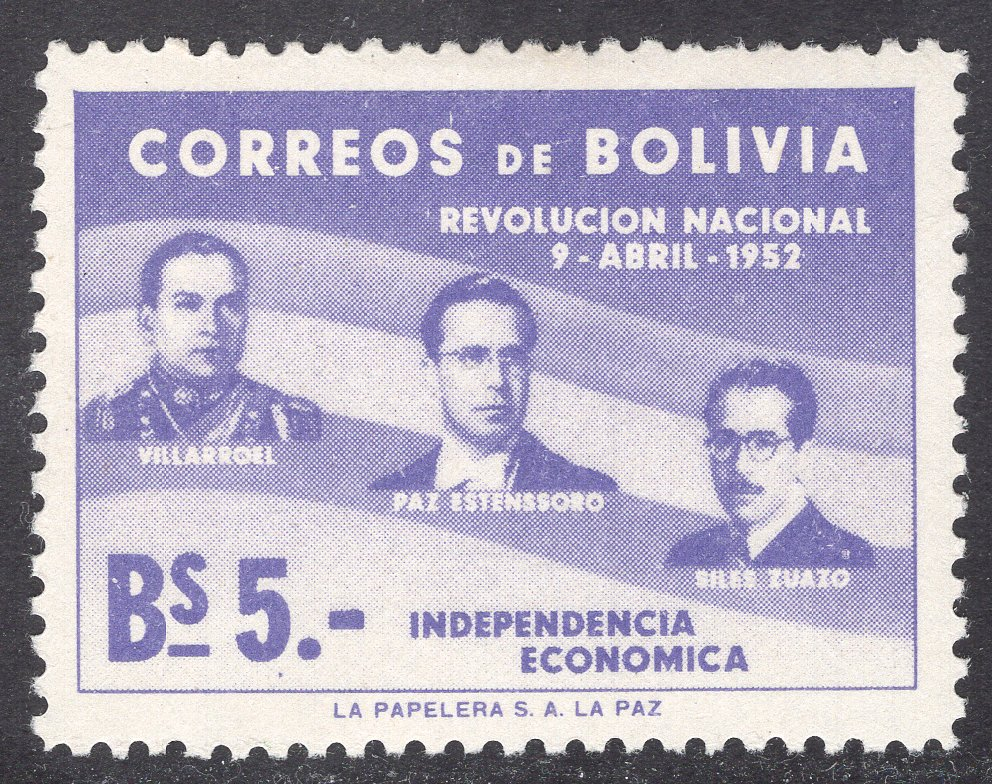 CORREOS DE BOLIVIA
REVOLUCION NACIONAL
9 - ABRIL - 1952
VILLARROEL
PAZ ESTENSSORO
SILES ZUAZO
Bs 5.-
INDEPENDENCIA
ECONOMICA
LA PAPELERA S. A. LA PAZ